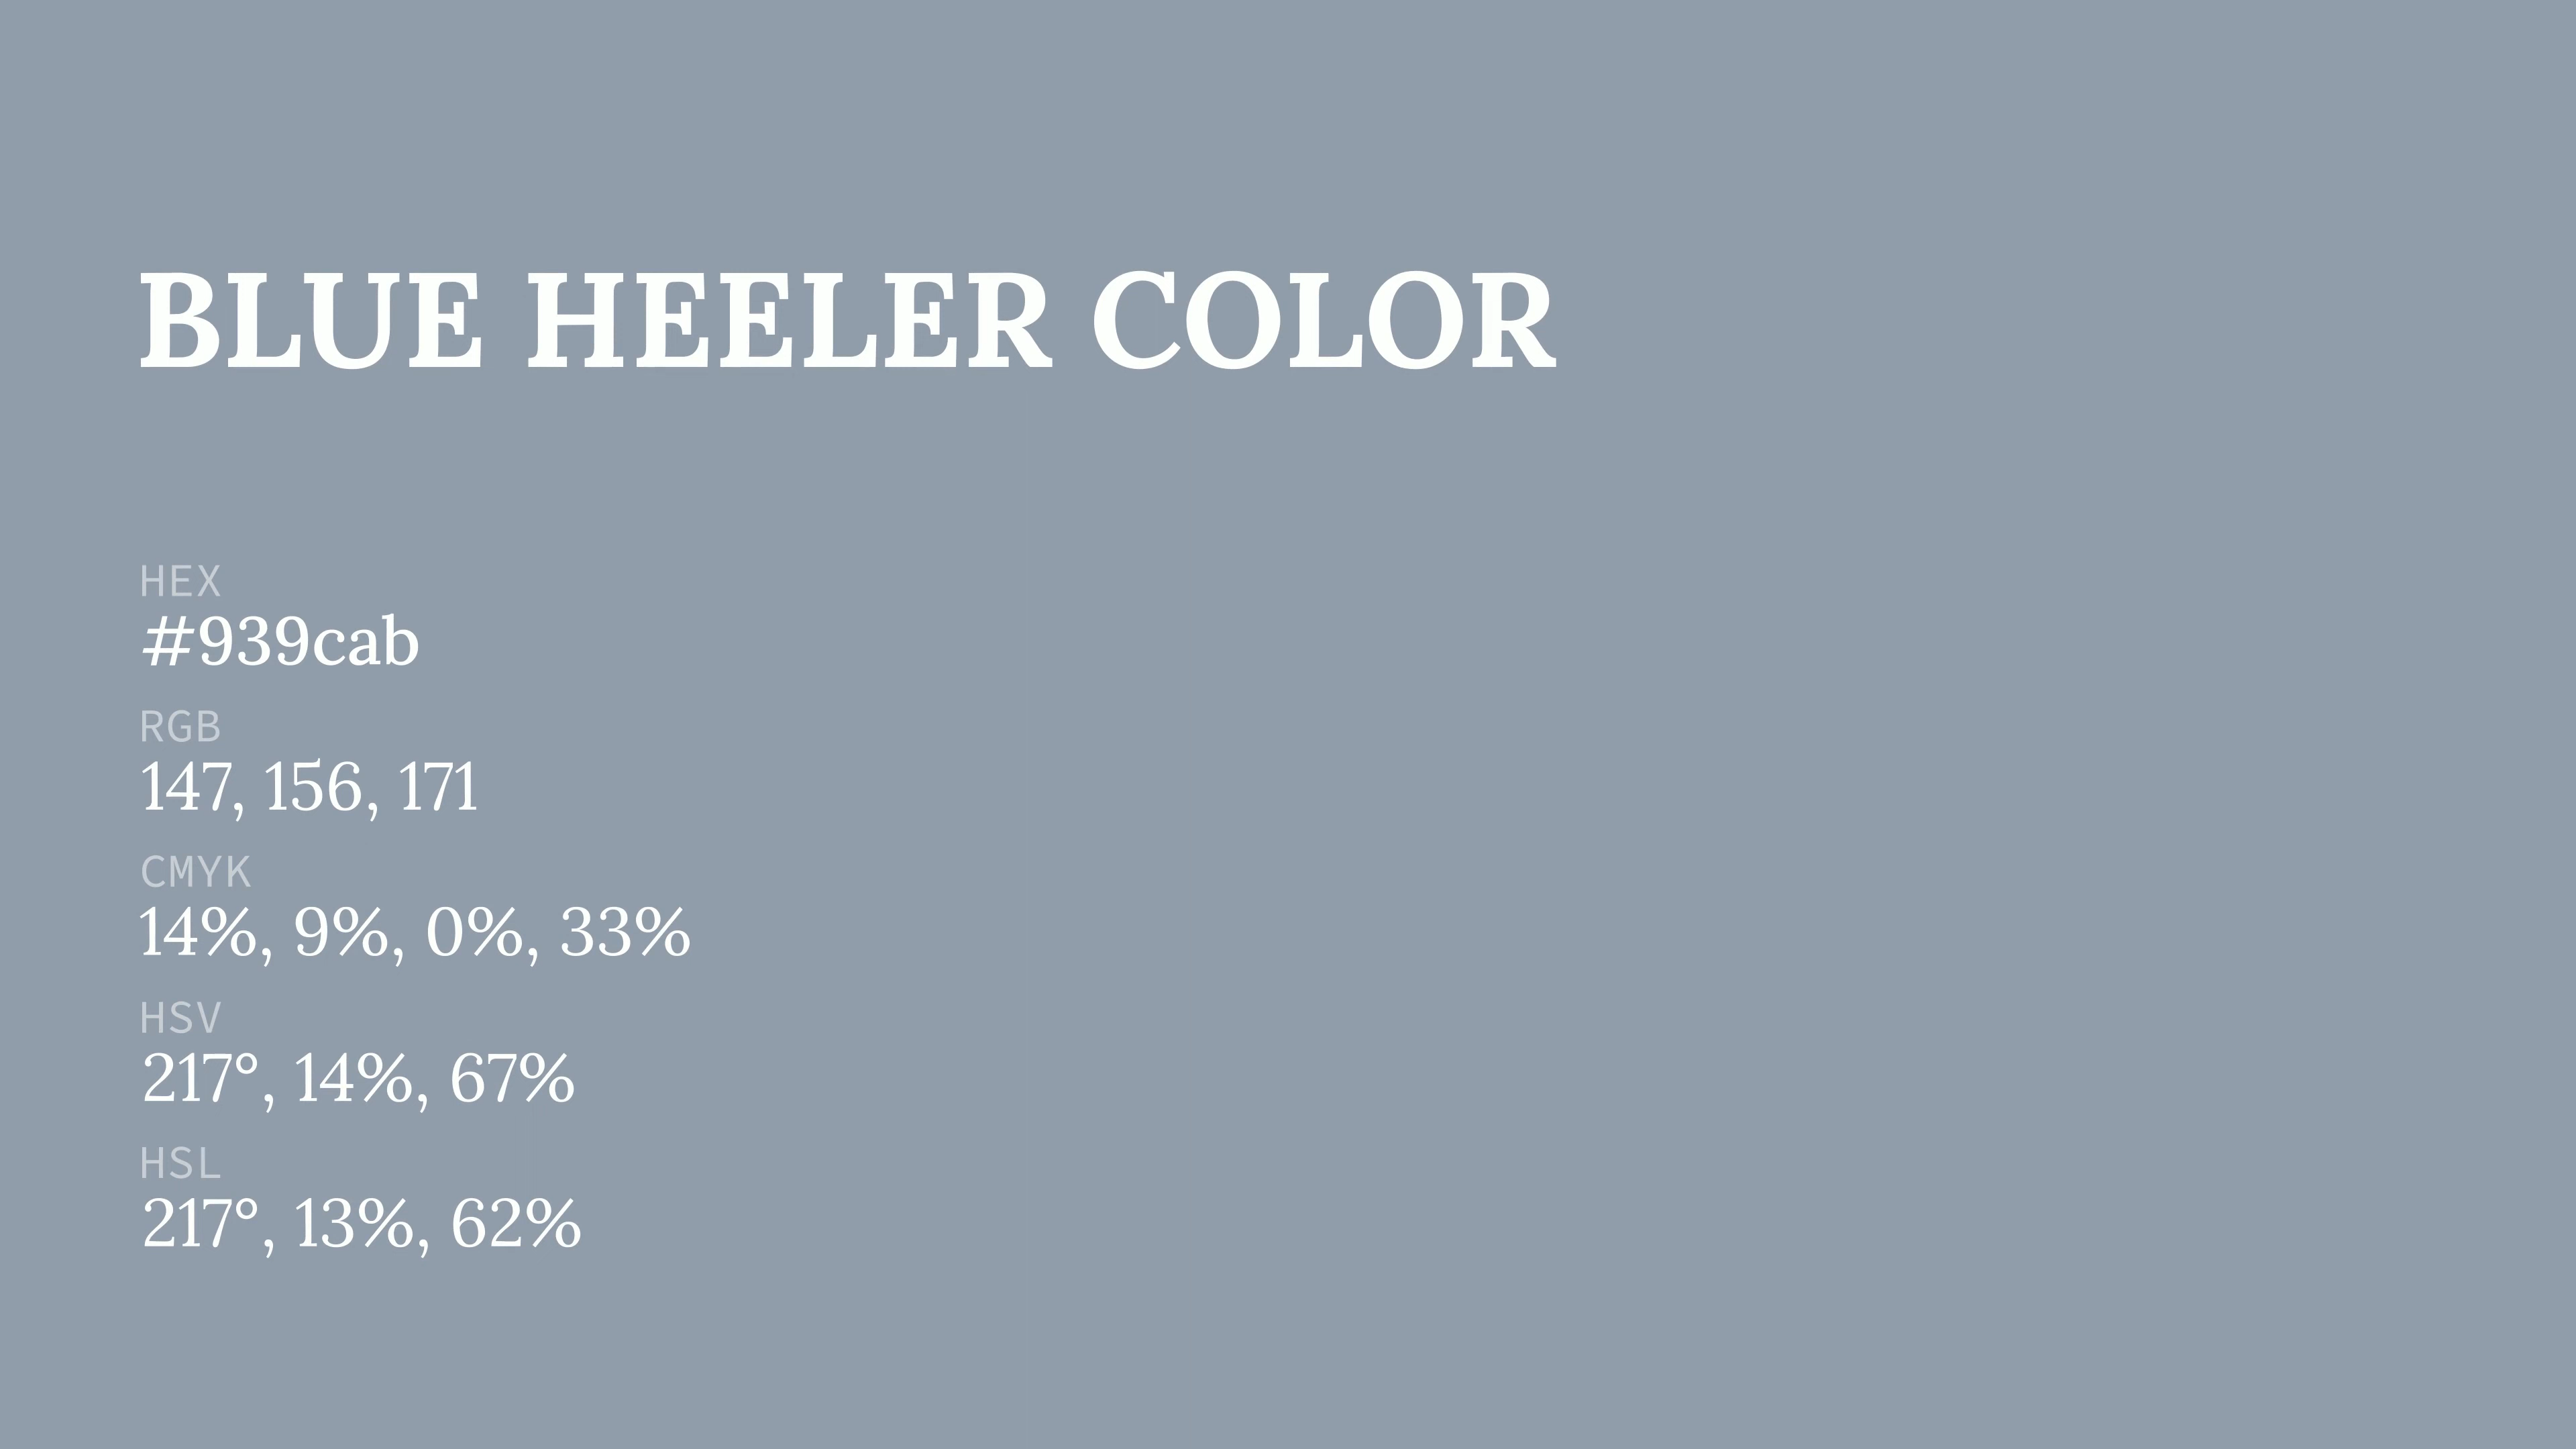 BLUE HEELER COLOR
HEX
#939cab
RGB
147, 156, 171
CMYK
14%, 9%, 0%, 33%
HSV
217°, 14%, 67%
HSL
217°, 13%, 62%